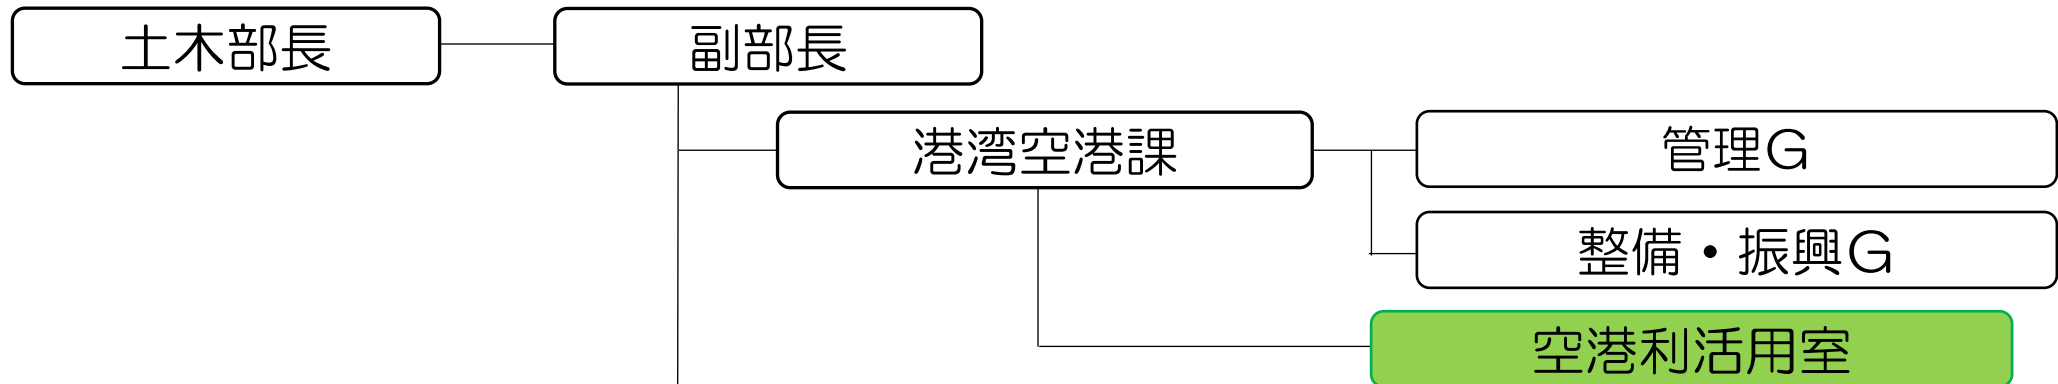 土木部長
副部長
港湾空港課
管理G
整備・振興G
空港利活用室